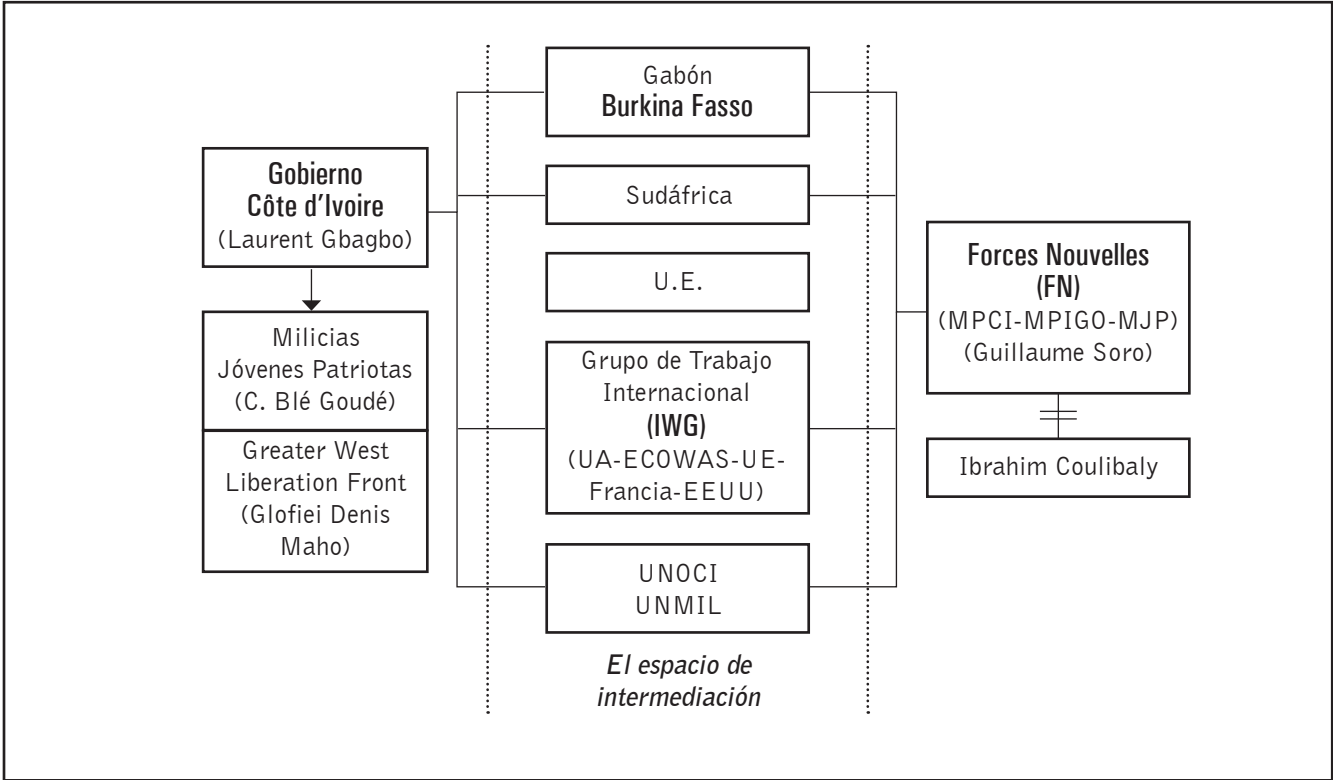 Gobierno
Côte d'Ivoire
(Laurent Gbagbo)
Milicias
Jóvenes Patriotas
(C. Blé Goudé)
Greater West
Liberation Front
(Glofiei Denis
Maho)
Gabón
Burkina Fasso
Sudáfrica
U.E.
Grupo de Trabajo
Internacional
(IWG)
(UA-ECOWAS-UE-
Francia-EEUU)
UNOCI
UNMIL
El espacio de
intermediación
Forces Nouvelles
(FN)
(MPCI-MPIGO-MJP)
(Guillaume Soro)
Ibrahim Coulibaly